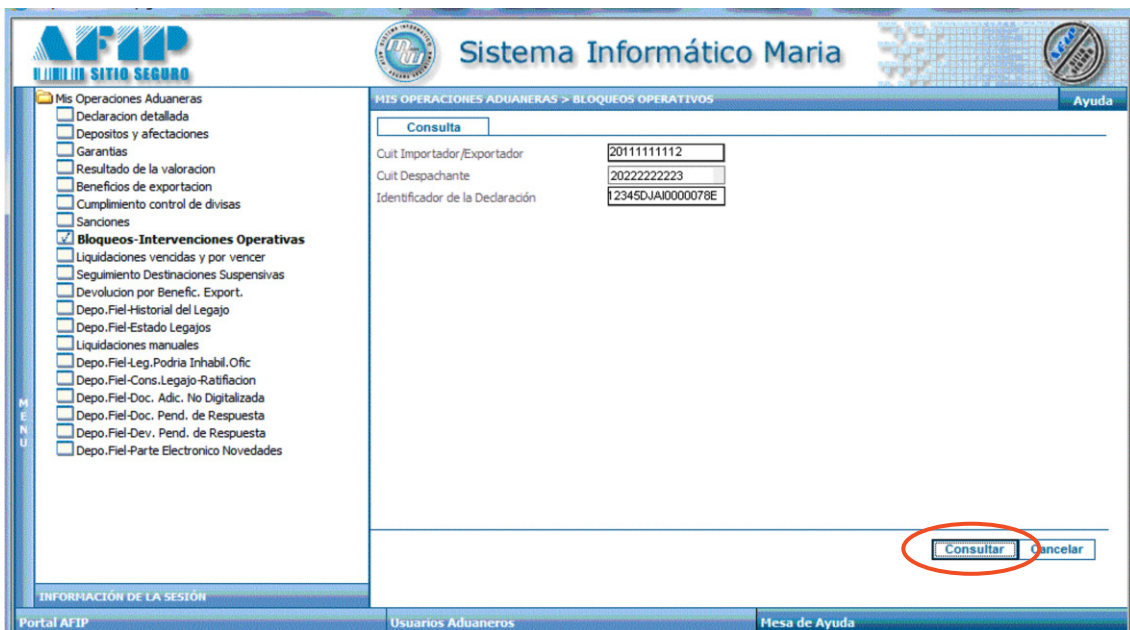 AFIP
SITIO SEGURO
Sistema Informático Maria
Mis Operaciones Aduaneras
Declaracion detallada
Depositos y afectaciones
Garantias
Resultado de la valoracion
Beneficios de exportacion
Cumplimiento control de divisas
Sanciones
Bloqueos-Intervenciones Operativas
Liquidaciones vencidas y por vencer
Seguimiento Destinaciones Suspensivas
Devolucion por Benefic. Export.
Depo.Fiel-Historial del Legajo
Depo.Fiel-Estado Legajos
Liquidaciones manuales
Depo.Fiel-Leg.Podria Inhabil.Ofic
Depo.Fiel-Cons.Legajo-Ratifiacion
Depo.Fiel-Doc. Adic. No Digitalizada
Depo.Fiel-Doc. Pend. de Respuesta
Depo.Fiel-Dev. Pend. de Respuesta
Depo.Fiel-Parte Electronico Novedades
MENU
INFORMACIÓN DE LA SESIÓN
MIS OPERACIONES ADUANERAS > BLOQUEOS OPERATIVOS
Ayuda
Consulta
Cuit Importador/Exportador 20111111112
Cuit Despachante 20222222223
Identificador de la Declaración 12345DJAI0000078E
Consultar Cancelar
Portal AFIP Usuarios Aduaneros Mesa de Ayuda